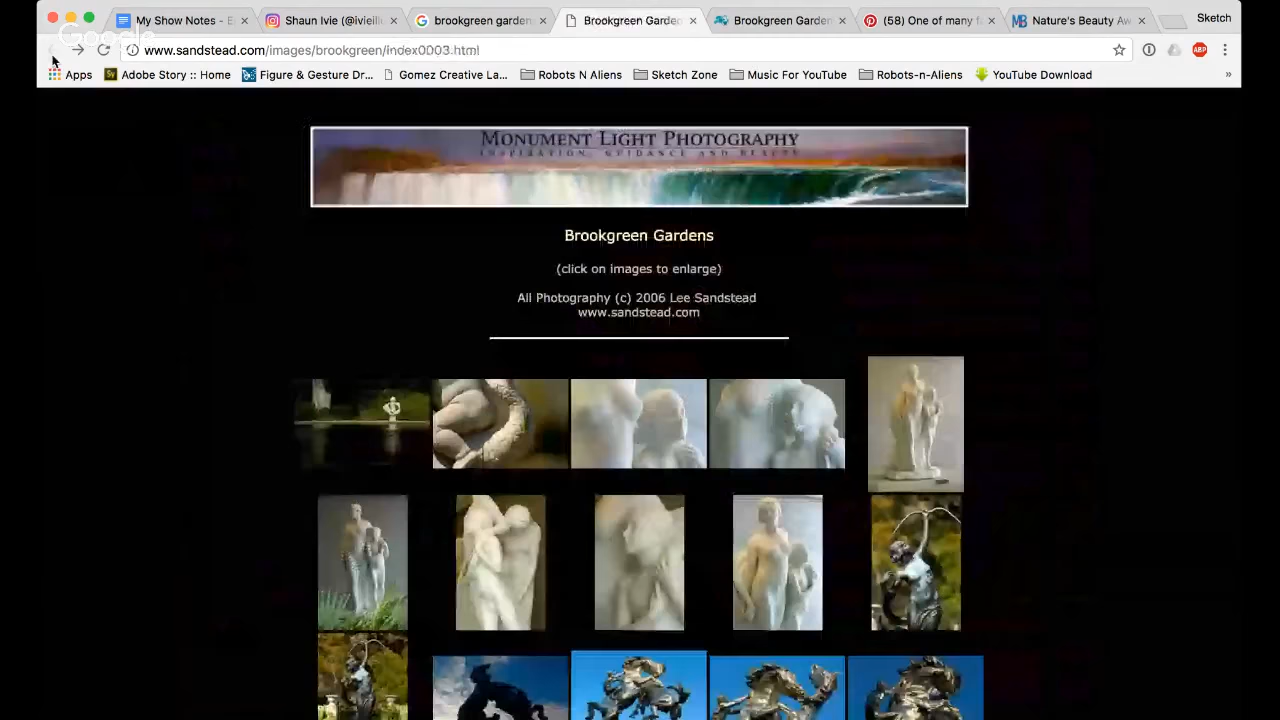 My Show Notes - E
Shaun Ivie (@ivieill
brookgreen garden
Brookgreen Garde
Brookgreen Garden
(58) One of many f
Nature's Beauty Aw
Sketch
Google
www.sandstead.com/images/brookgreen/index0003.html
ABP
Apps
Adobe Story :: Home
Figure & Gesture Dr...
Gomez Creative La...
Robots N Aliens
Sketch Zone
Music For YouTube
Robots-n-Aliens
YouTube Download
»
Monument Light Photography
Inspiration, Guidance and Beauty
Brookgreen Gardens
(click on images to enlarge)
All Photography (c) 2006 Lee Sandstead
www.sandstead.com